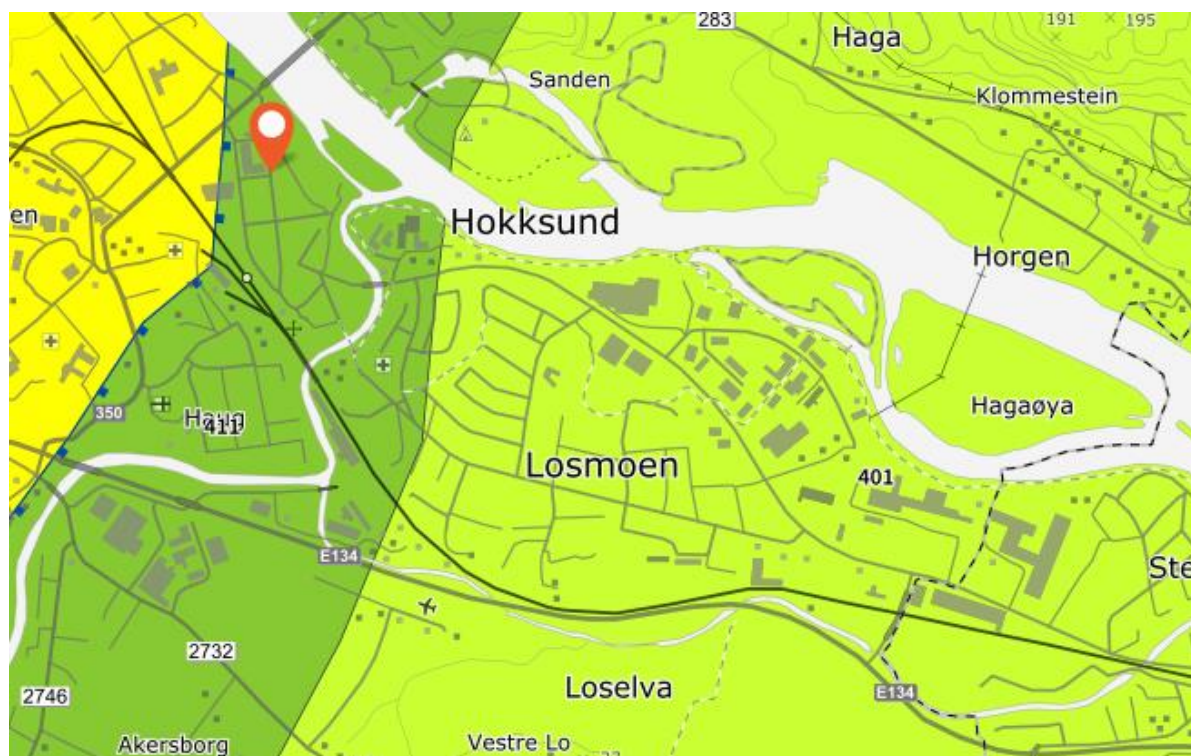 283
191
195
Haga
Sanden
Klommestein
en
Hokksund
Horgen
350
Haug
411
Hagaøya
Losmoen
401
E134
Ste
2732
2746
Loselva
E134
Akersborg
Vestre Lo